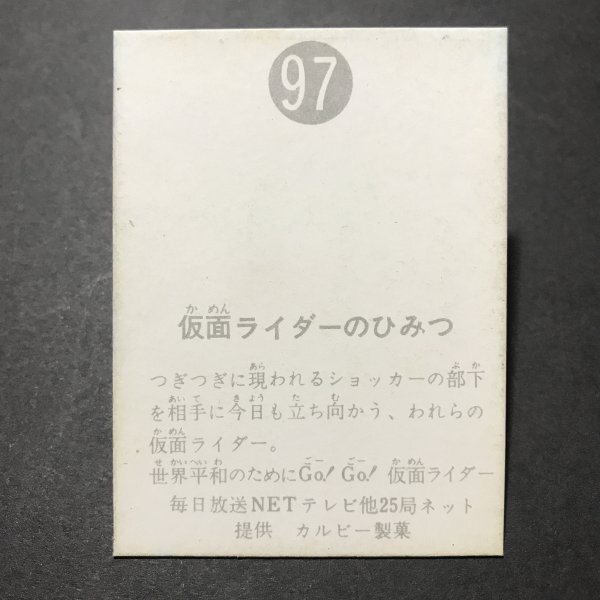 97
仮面ライダーのひみつ
つぎつぎに現われるショッカーの部下
を相手に今日も立ち向かう、われらの
仮面ライダー。
世界平和のためにGo! Go! 仮面ライダー
毎日放送NETテレビ他25局ネット
提供 カルビー製菓